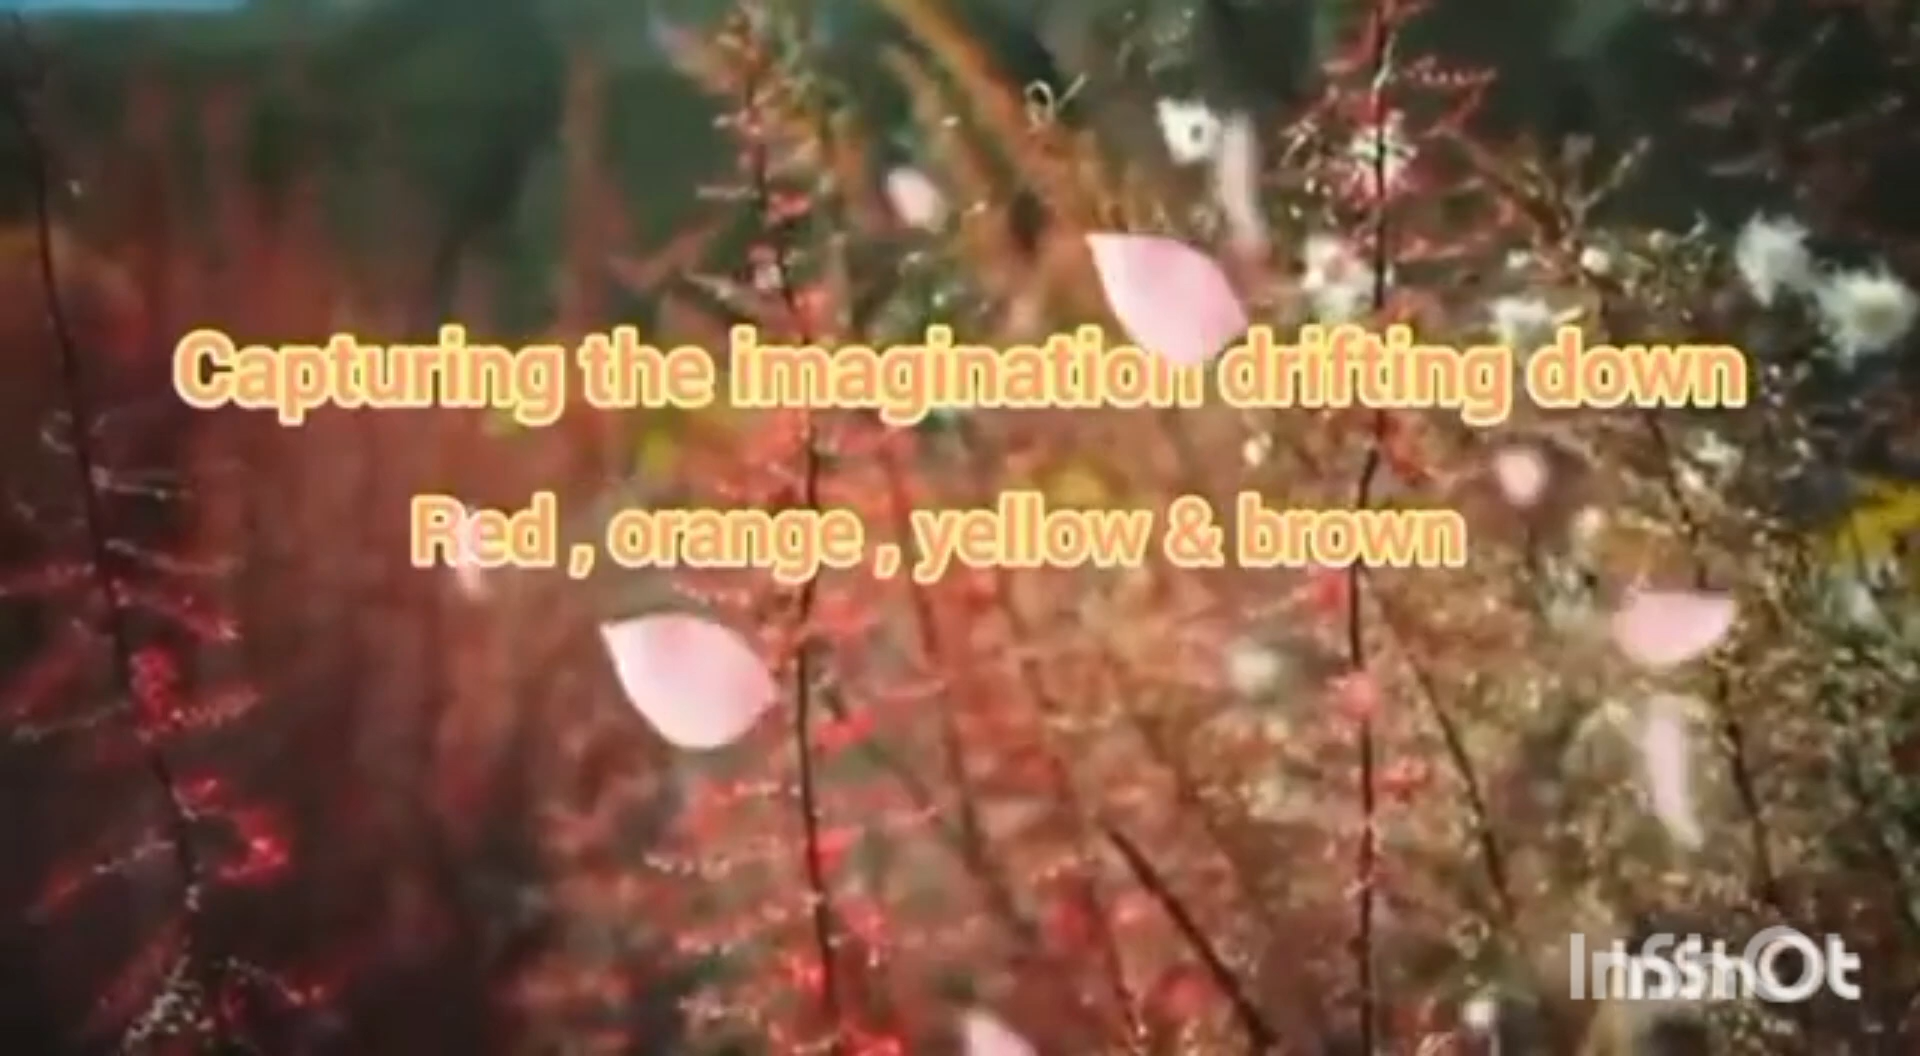 Capturing the imagination drifting down
Red , orange , yellow & brown
InShOt